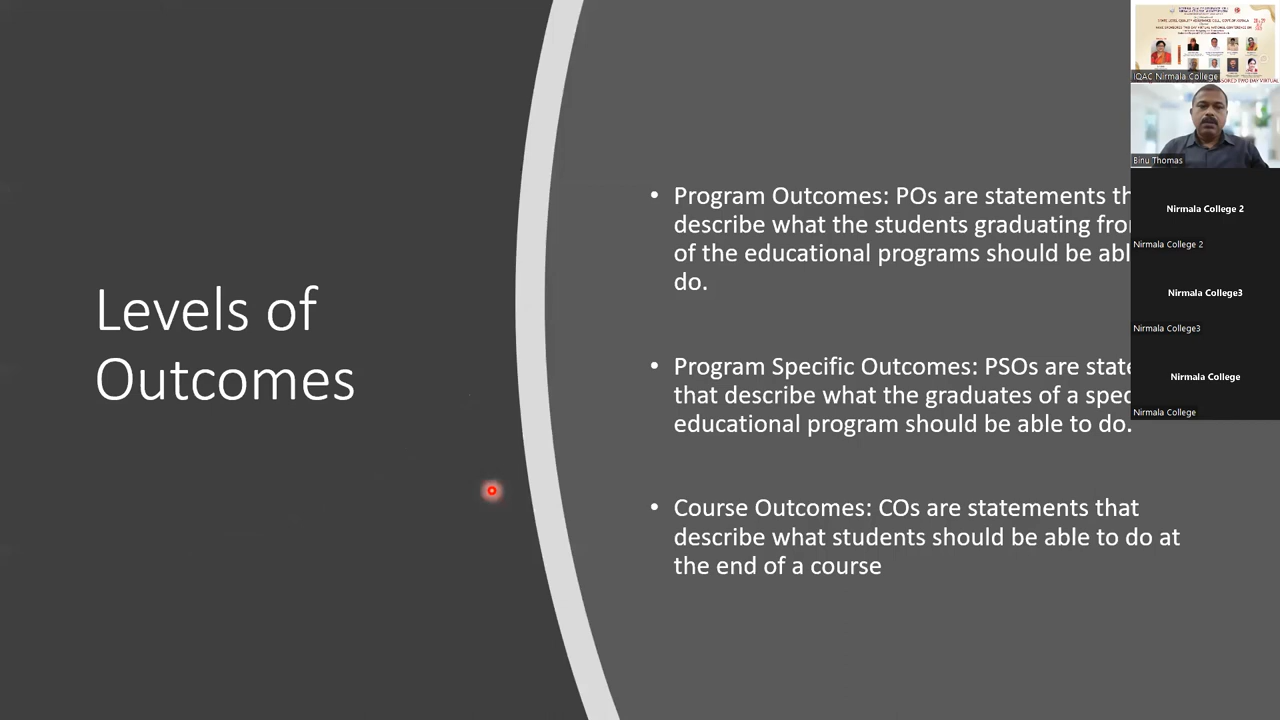 Levels of
Outcomes
• Program Outcomes: POs are statements th
describe what the students graduating fro
of the educational programs should be abl
do.
• Program Specific Outcomes: PSOs are state
that describe what the graduates of a spec
educational program should be able to do.
• Course Outcomes: COs are statements that
describe what students should be able to do at
the end of a course
IQAC Nirmala College
Binu Thomas
Nirmala College 2
Nirmala College 2
Nirmala College3
Nirmala College3
Nirmala College
Nirmala College